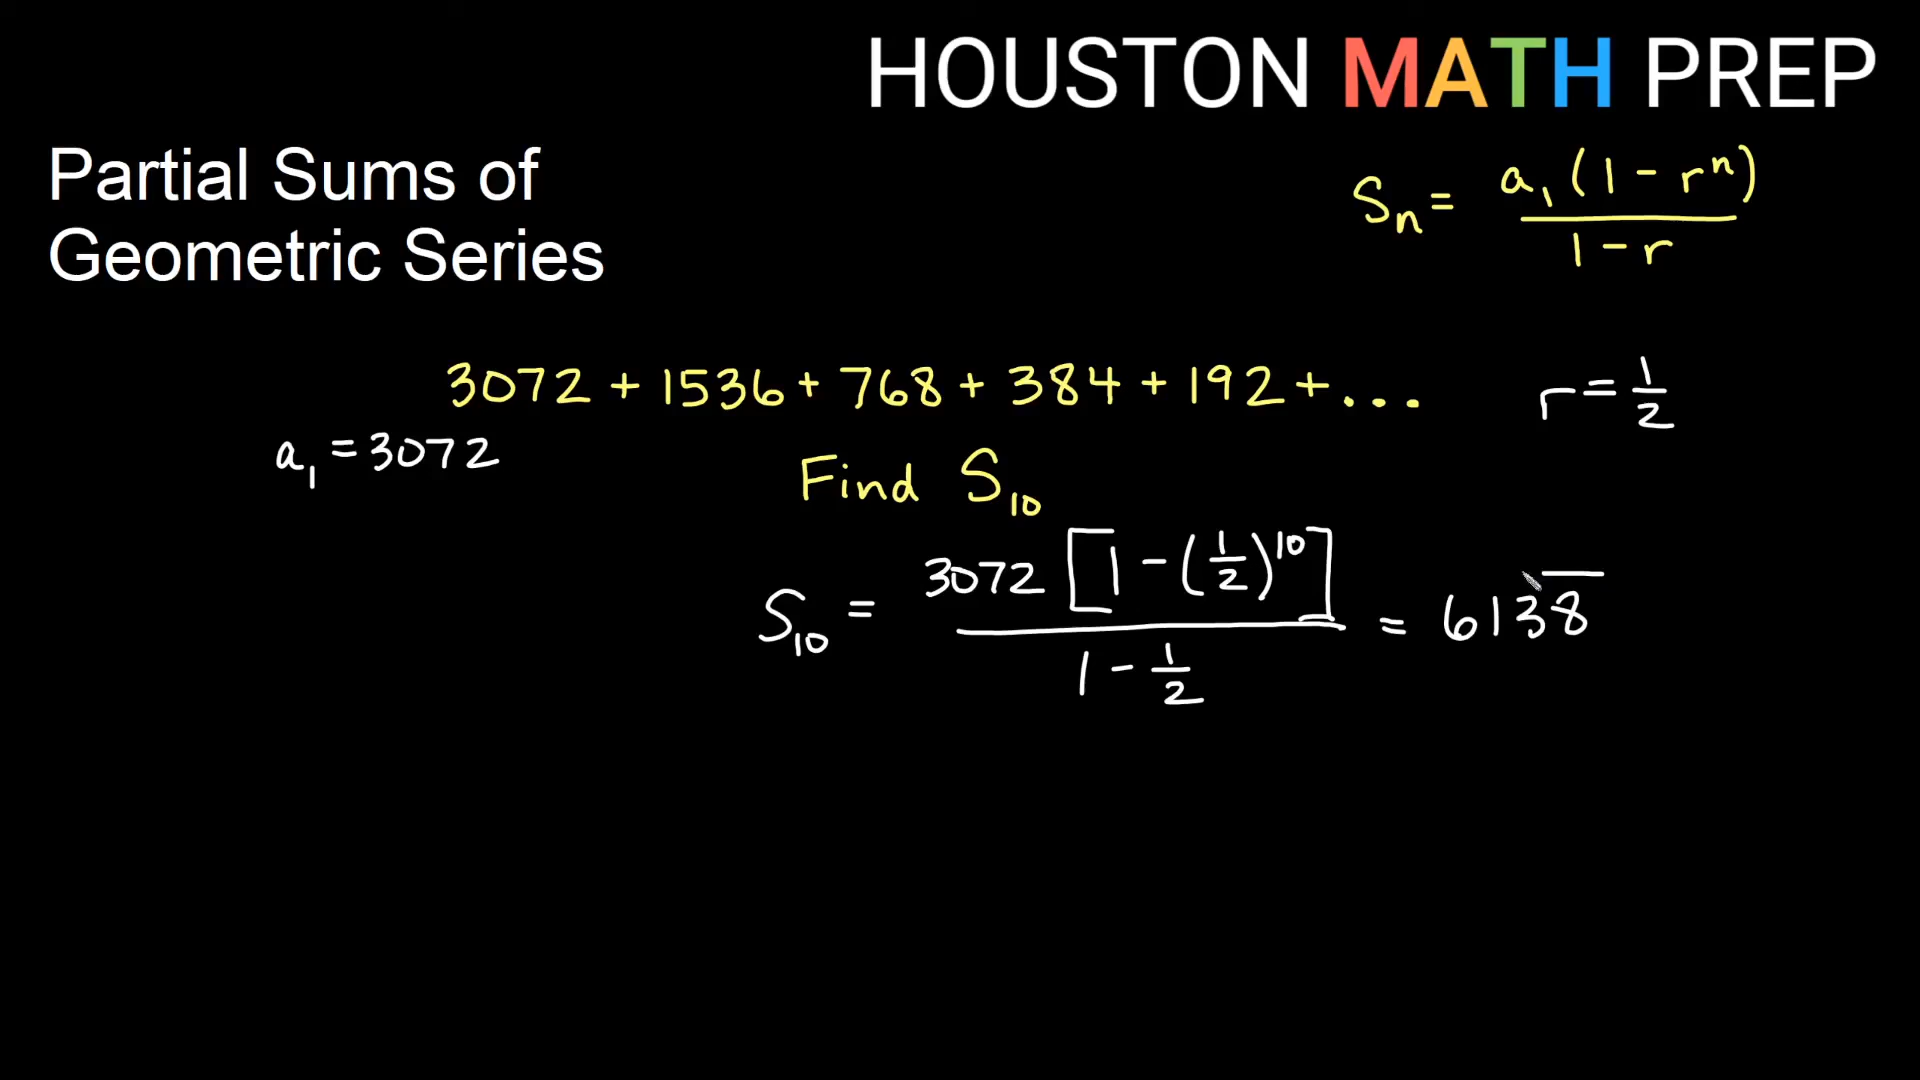 HOUSTON MATH PREP
Partial Sums of
Geometric Series
Sₙ = a₁(1 - rⁿ) / (1 - r)
3072 + 1536 + 768 + 384 + 192 + ...
r = 1/2
a₁ = 3072
Find S₁₀
S₁₀ = 3072[1 - (1/2)¹⁰] / (1 - 1/2) = 6138